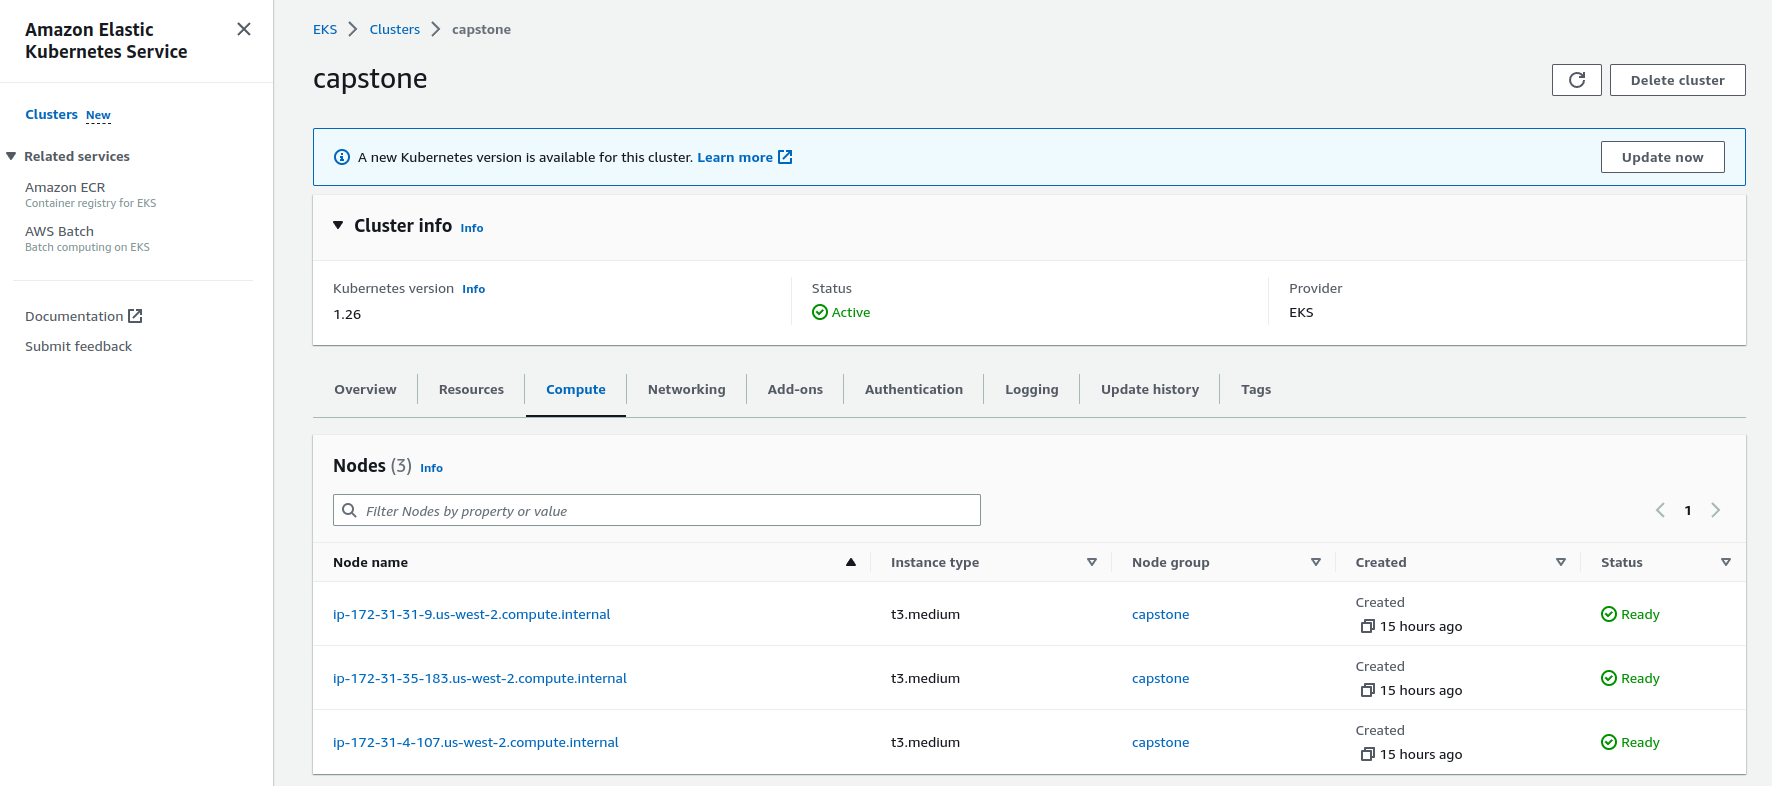 Amazon Elastic
Kubernetes Service
Clusters New
Related services
Amazon ECR
Container registry for EKS
AWS Batch
Batch computing on EKS
Documentation
Submit feedback
EKS Clusters capstone
capstone
Delete cluster
A new Kubernetes version is available for this cluster. Learn more
Update now
Cluster info Info
Kubernetes version Info
1.26
Status
Active
Provider
EKS
Overview Resources Compute Networking Add-ons Authentication Logging Update history Tags
Nodes (3) Info
Filter Nodes by property or value
1
Node name Instance type Node group Created Status
ip-172-31-31-9.us-west-2.compute.internal t3.medium capstone Created Ready
15 hours ago
ip-172-31-35-183.us-west-2.compute.internal t3.medium capstone Created Ready
15 hours ago
ip-172-31-4-107.us-west-2.compute.internal t3.medium capstone Created Ready
15 hours ago